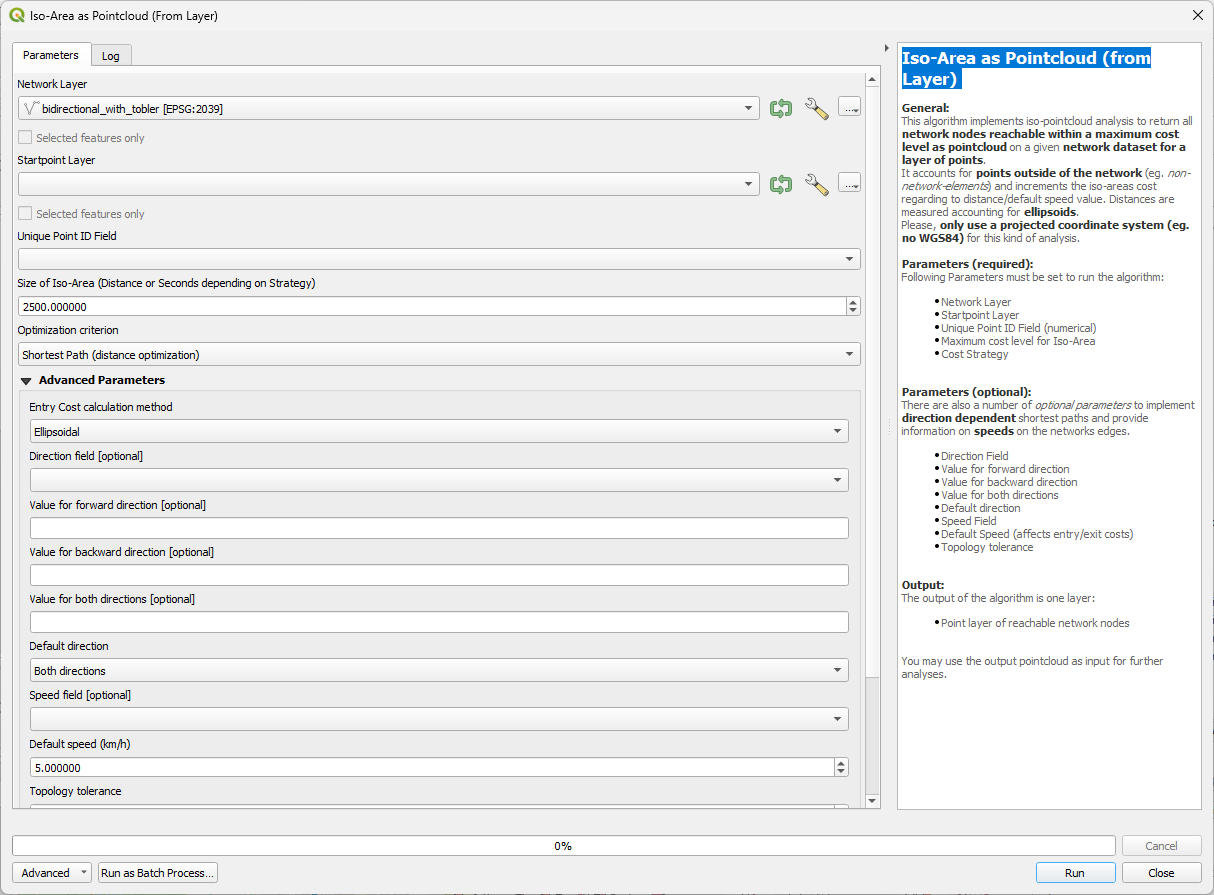 Iso-Area as Pointcloud (From Layer)
Parameters
Log
Network Layer
bidirectional_with_tobler [EPSG:2039]
...
Selected features only
Startpoint Layer
...
Selected features only
Unique Point ID Field
Size of Iso-Area (Distance or Seconds depending on Strategy)
2500.000000
Optimization criterion
Shortest Path (distance optimization)
Advanced Parameters
Entry Cost calculation method
Ellipsoidal
Direction field [optional]
Value for forward direction [optional]
Value for backward direction [optional]
Value for both directions [optional]
Default direction
Both directions
Speed field [optional]
Default speed (km/h)
5.000000
Topology tolerance
Iso-Area as Pointcloud (from
Layer)
General:
This algorithm implements iso-pointcloud analysis to return all
network nodes reachable within a maximum cost
level as pointcloud on a given network dataset for a
layer of points.
It accounts for points outside of the network (eg. non-
network-elements) and increments the iso-areas cost
regarding to distance/default speed value. Distances are
measured accounting for ellipsoids.
Please, only use a projected coordinate system (eg.
no WGS84) for this kind of analysis.
Parameters (required):
Following Parameters must be set to run the algorithm:
• Network Layer
• Startpoint Layer
• Unique Point ID Field (numerical)
• Maximum cost level for Iso-Area
• Cost Strategy
Parameters (optional):
There are also a number of optional parameters to implement
direction dependent shortest paths and provide
information on speeds on the networks edges.
• Direction Field
• Value for forward direction
• Value for backward direction
• Value for both directions
• Default direction
• Speed Field
• Default Speed (affects entry/exit costs)
• Topology tolerance
Output:
The output of the algorithm is one layer:
• Point layer of reachable network nodes
You may use the output pointcloud as input for further
analyses.
0%
Cancel
Advanced
Run as Batch Process...
Run
Close